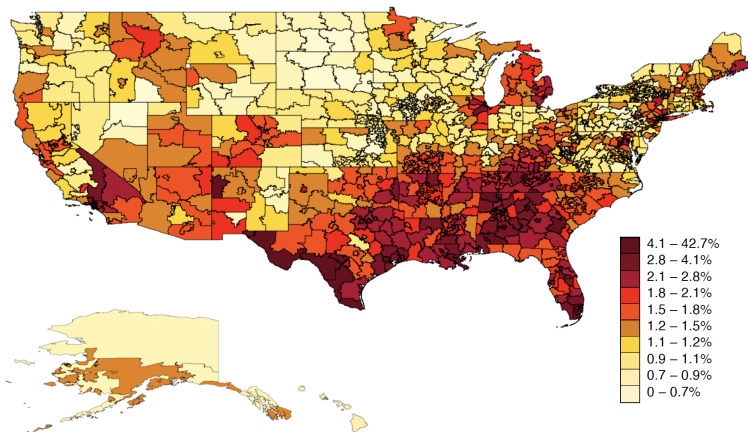 4.1 – 42.7%
2.8 – 4.1%
2.1 – 2.8%
1.8 – 2.1%
1.5 – 1.8%
1.2 – 1.5%
1.1 – 1.2%
0.9 – 1.1%
0.7 – 0.9%
0 – 0.7%